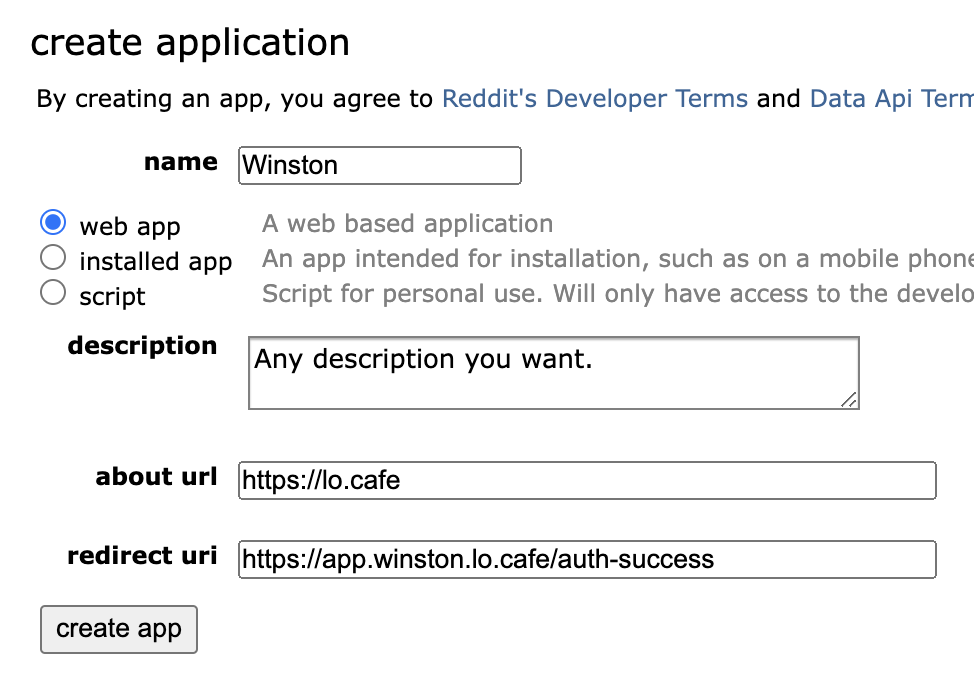 create application
By creating an app, you agree to Reddit's Developer Terms and Data Api Term
name Winston
web app A web based application
installed app An app intended for installation, such as on a mobile phone
script Script for personal use. Will only have access to the develo
description Any description you want.
about url https://lo.cafe
redirect uri https://app.winston.lo.cafe/auth-success
create app